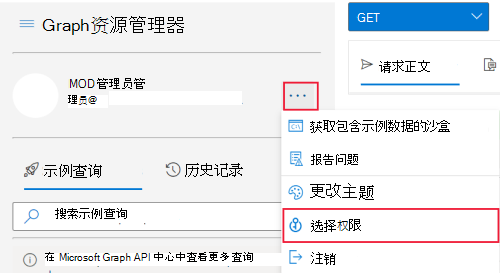 Graph资源管理器
GET
请求正文
MOD管理员管
理员@
...
获取包含示例数据的沙盒
报告问题
更改主题
选择权限
注销
示例查询
历史记录
搜索示例查询
在 Microsoft Graph API 中心中查看更多查询